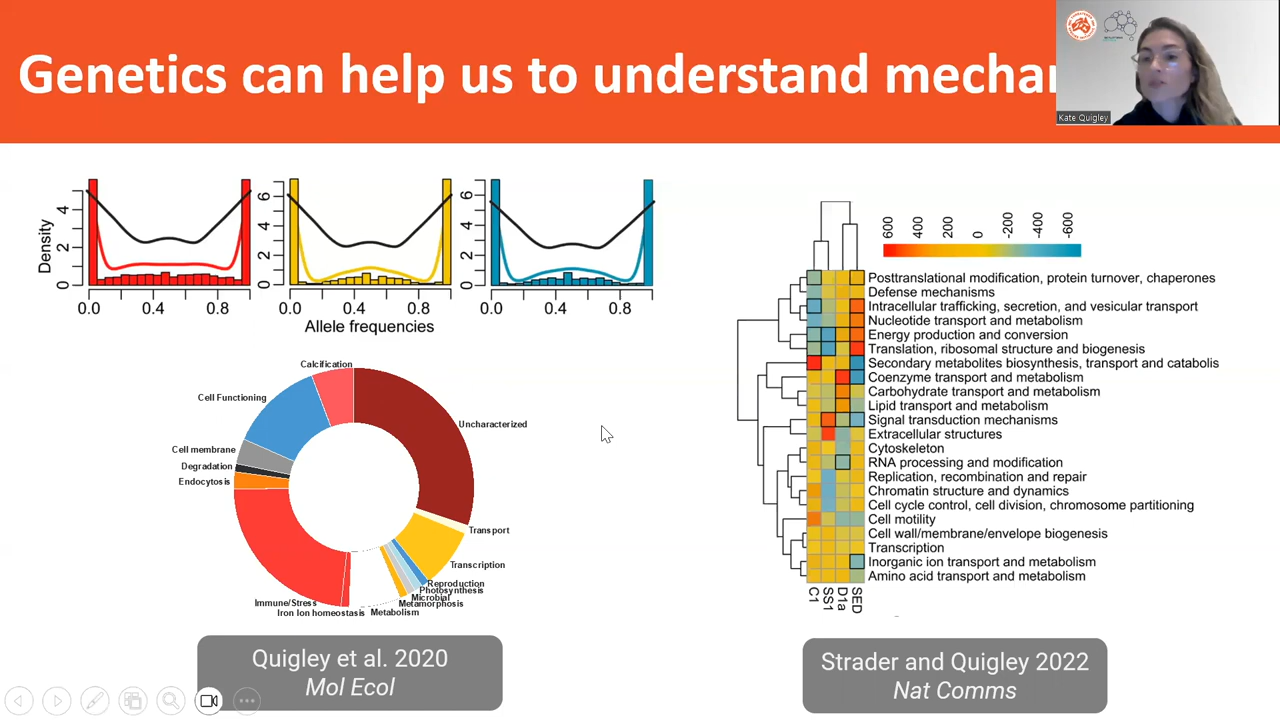 Genetics can help us to understand mechan
Kate Quigley
Density
0 2 4
0 2 4 6
0 2 4 6
0.0 0.4 0.8
0.0 0.4 0.8
0.0 0.4 0.8
Allele frequencies
Calcification
Cell Functioning
Uncharacterized
Cell membrane
Degradation
Endocytosis
Transport
Transcription
Reproduction
Photosynthesis
Microbial
Metamorphosis
Immune/Stress
Iron Ion homeostasis
Metabolism
Quigley et al. 2020
Mol Ecol
600 400 200 0 -200 -400 -600
Posttranslational modification, protein turnover, chaperones
Defense mechanisms
Intracellular trafficking, secretion, and vesicular transport
Nucleotide transport and metabolism
Energy production and conversion
Translation, ribosomal structure and biogenesis
Secondary metabolites biosynthesis, transport and catabolis
Coenzyme transport and metabolism
Carbohydrate transport and metabolism
Lipid transport and metabolism
Signal transduction mechanisms
Extracellular structures
Cytoskeleton
RNA processing and modification
Replication, recombination and repair
Chromatin structure and dynamics
Cell cycle control, cell division, chromosome partitioning
Cell motility
Cell wall/membrane/envelope biogenesis
Transcription
Inorganic ion transport and metabolism
Amino acid transport and metabolism
C1 SS1 D1a SED
Strader and Quigley 2022
Nat Comms